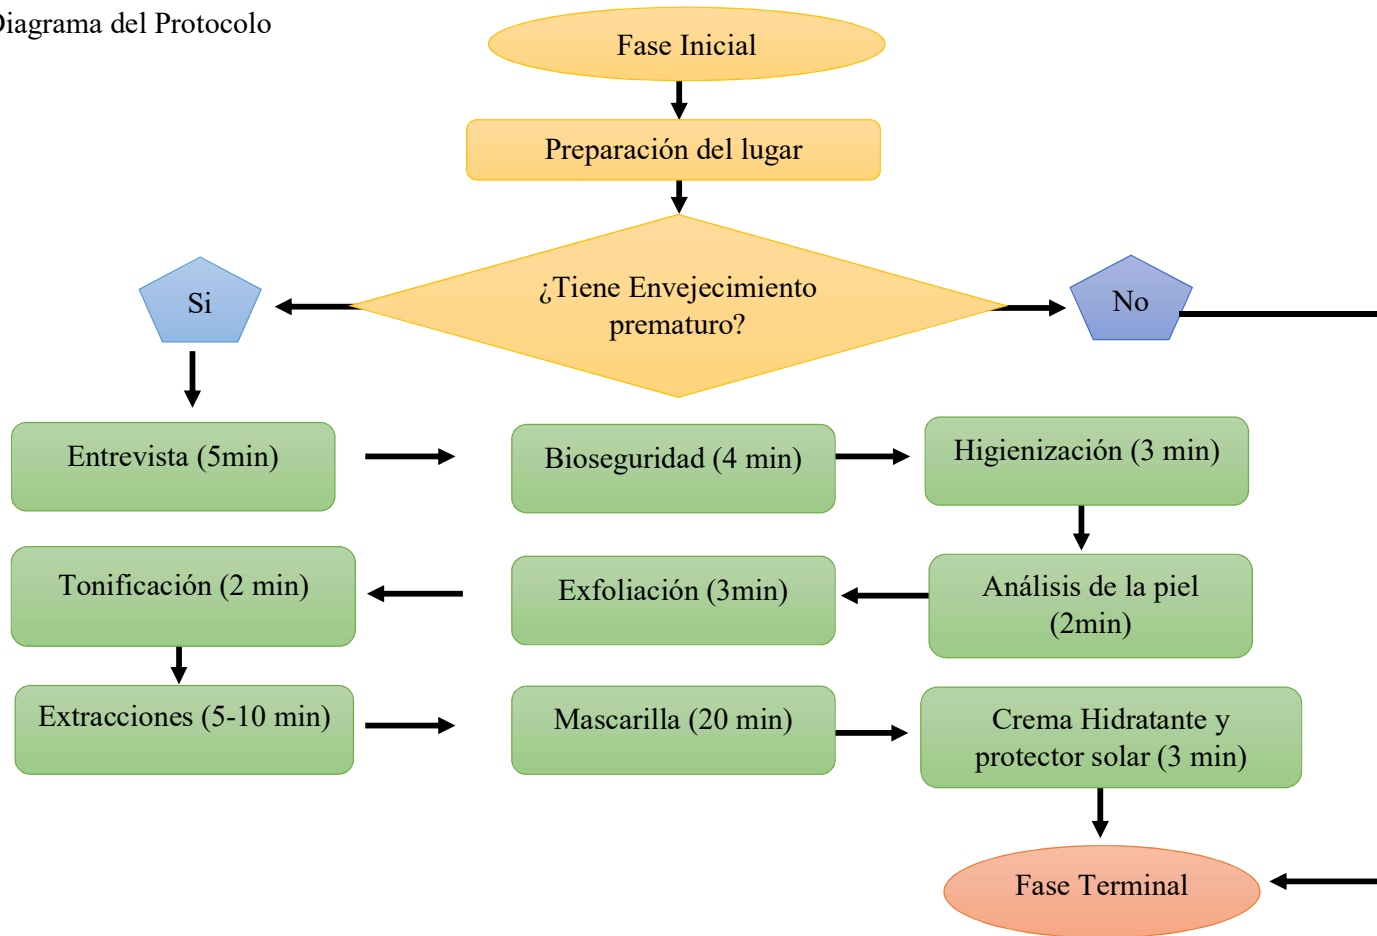 Diagrama del Protocolo
Fase Inicial
Preparación del lugar
¿Tiene Envejecimiento
prematuro?
Si
No
Entrevista (5min)
Bioseguridad (4 min)
Higienización (3 min)
Análisis de la piel
(2min)
Exfoliación (3min)
Tonificación (2 min)
Extracciones (5-10 min)
Mascarilla (20 min)
Crema Hidratante y
protector solar (3 min)
Fase Terminal